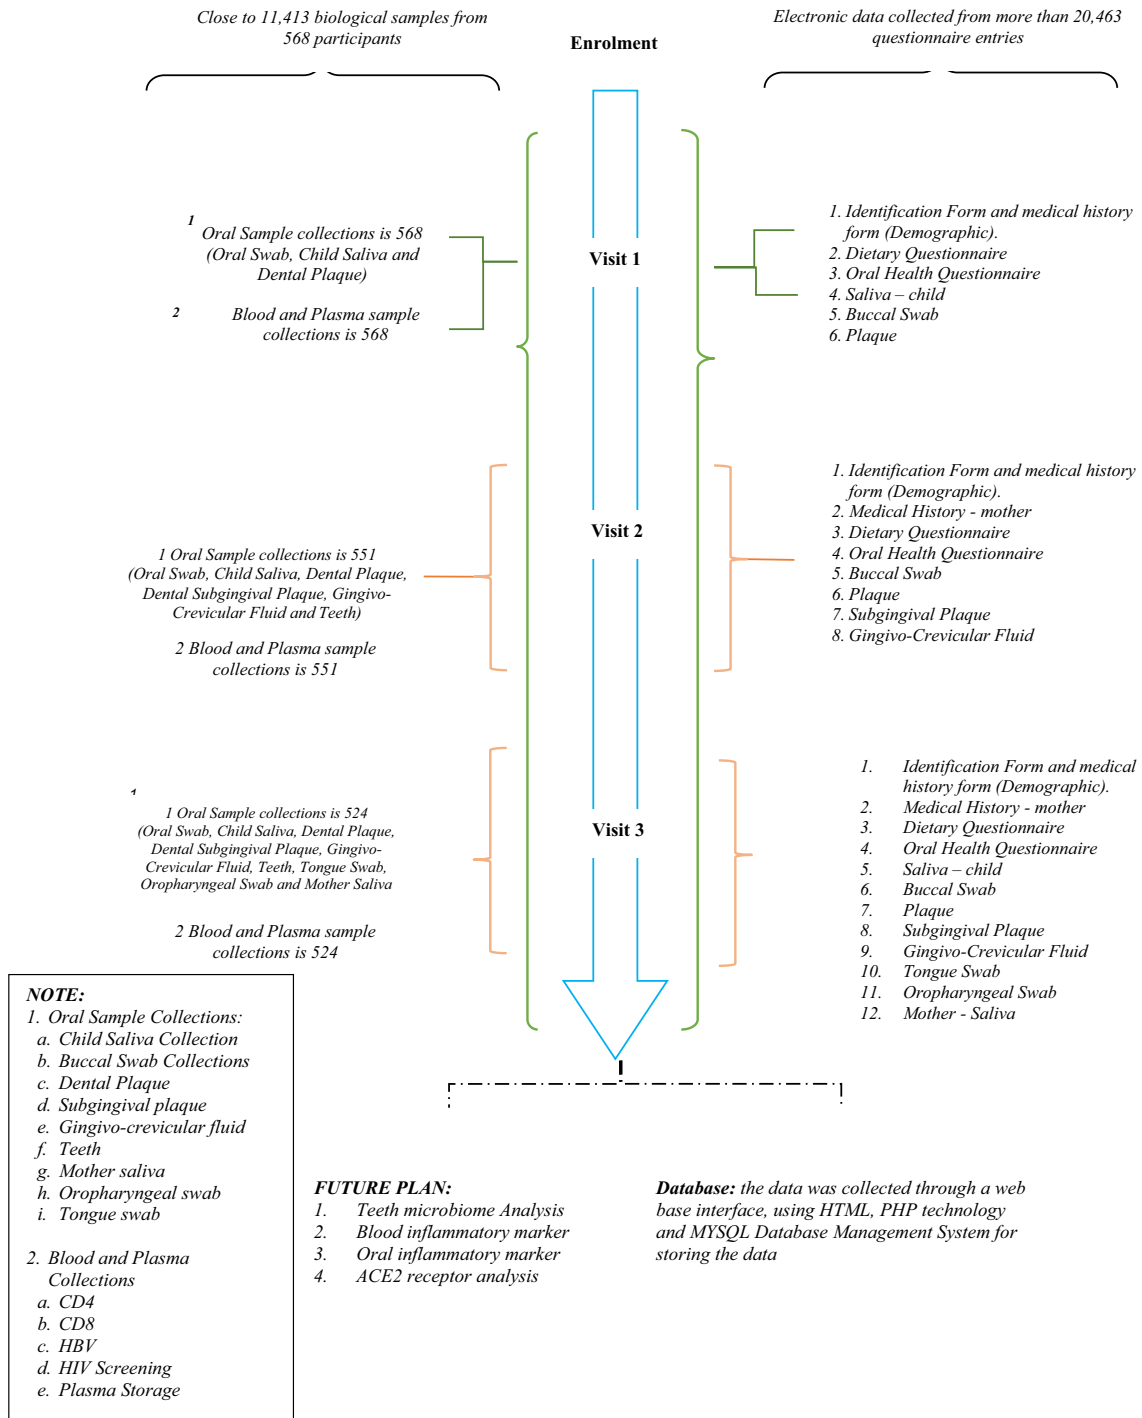 Close to 11,413 biological samples from
568 participants
Enrolment
Electronic data collected from more than 20,463
questionnaire entries
1
Oral Sample collections is 568
(Oral Swab, Child Saliva and
Dental Plaque)
2 Blood and Plasma sample
collections is 568
Visit 1
1. Identification Form and medical history
form (Demographic).
2. Dietary Questionnaire
3. Oral Health Questionnaire
4. Saliva – child
5. Buccal Swab
6. Plaque
1 Oral Sample collections is 551
(Oral Swab, Child Saliva, Dental Plaque,
Dental Subgingival Plaque, Gingivo-
Crevicular Fluid and Teeth)
2 Blood and Plasma sample
collections is 551
Visit 2
1. Identification Form and medical history
form (Demographic).
2. Medical History - mother
3. Dietary Questionnaire
4. Oral Health Questionnaire
5. Buccal Swab
6. Plaque
7. Subgingival Plaque
8. Gingivo-Crevicular Fluid
1 Oral Sample collections is 524
(Oral Swab, Child Saliva, Dental Plaque,
Dental Subgingival Plaque, Gingivo-
Crevicular Fluid, Teeth, Tongue Swab,
Oropharyngeal Swab and Mother Saliva
2 Blood and Plasma sample
collections is 524
Visit 3
1. Identification Form and medical
history form (Demographic).
2. Medical History - mother
3. Dietary Questionnaire
4. Oral Health Questionnaire
5. Saliva – child
6. Buccal Swab
7. Plaque
8. Subgingival Plaque
9. Gingivo-Crevicular Fluid
10. Tongue Swab
11. Oropharyngeal Swab
12. Mother - Saliva
NOTE:
1. Oral Sample Collections:
a. Child Saliva Collection
b. Buccal Swab Collections
c. Dental Plaque
d. Subgingival plaque
e. Gingivo-crevicular fluid
f. Teeth
g. Mother saliva
h. Oropharyngeal swab
i. Tongue swab
2. Blood and Plasma
Collections
a. CD4
b. CD8
c. HBV
d. HIV Screening
e. Plasma Storage
FUTURE PLAN:
1. Teeth microbiome Analysis
2. Blood inflammatory marker
3. Oral inflammatory marker
4. ACE2 receptor analysis
Database: the data was collected through a web
base interface, using HTML, PHP technology
and MYSQL Database Management System for
storing the data